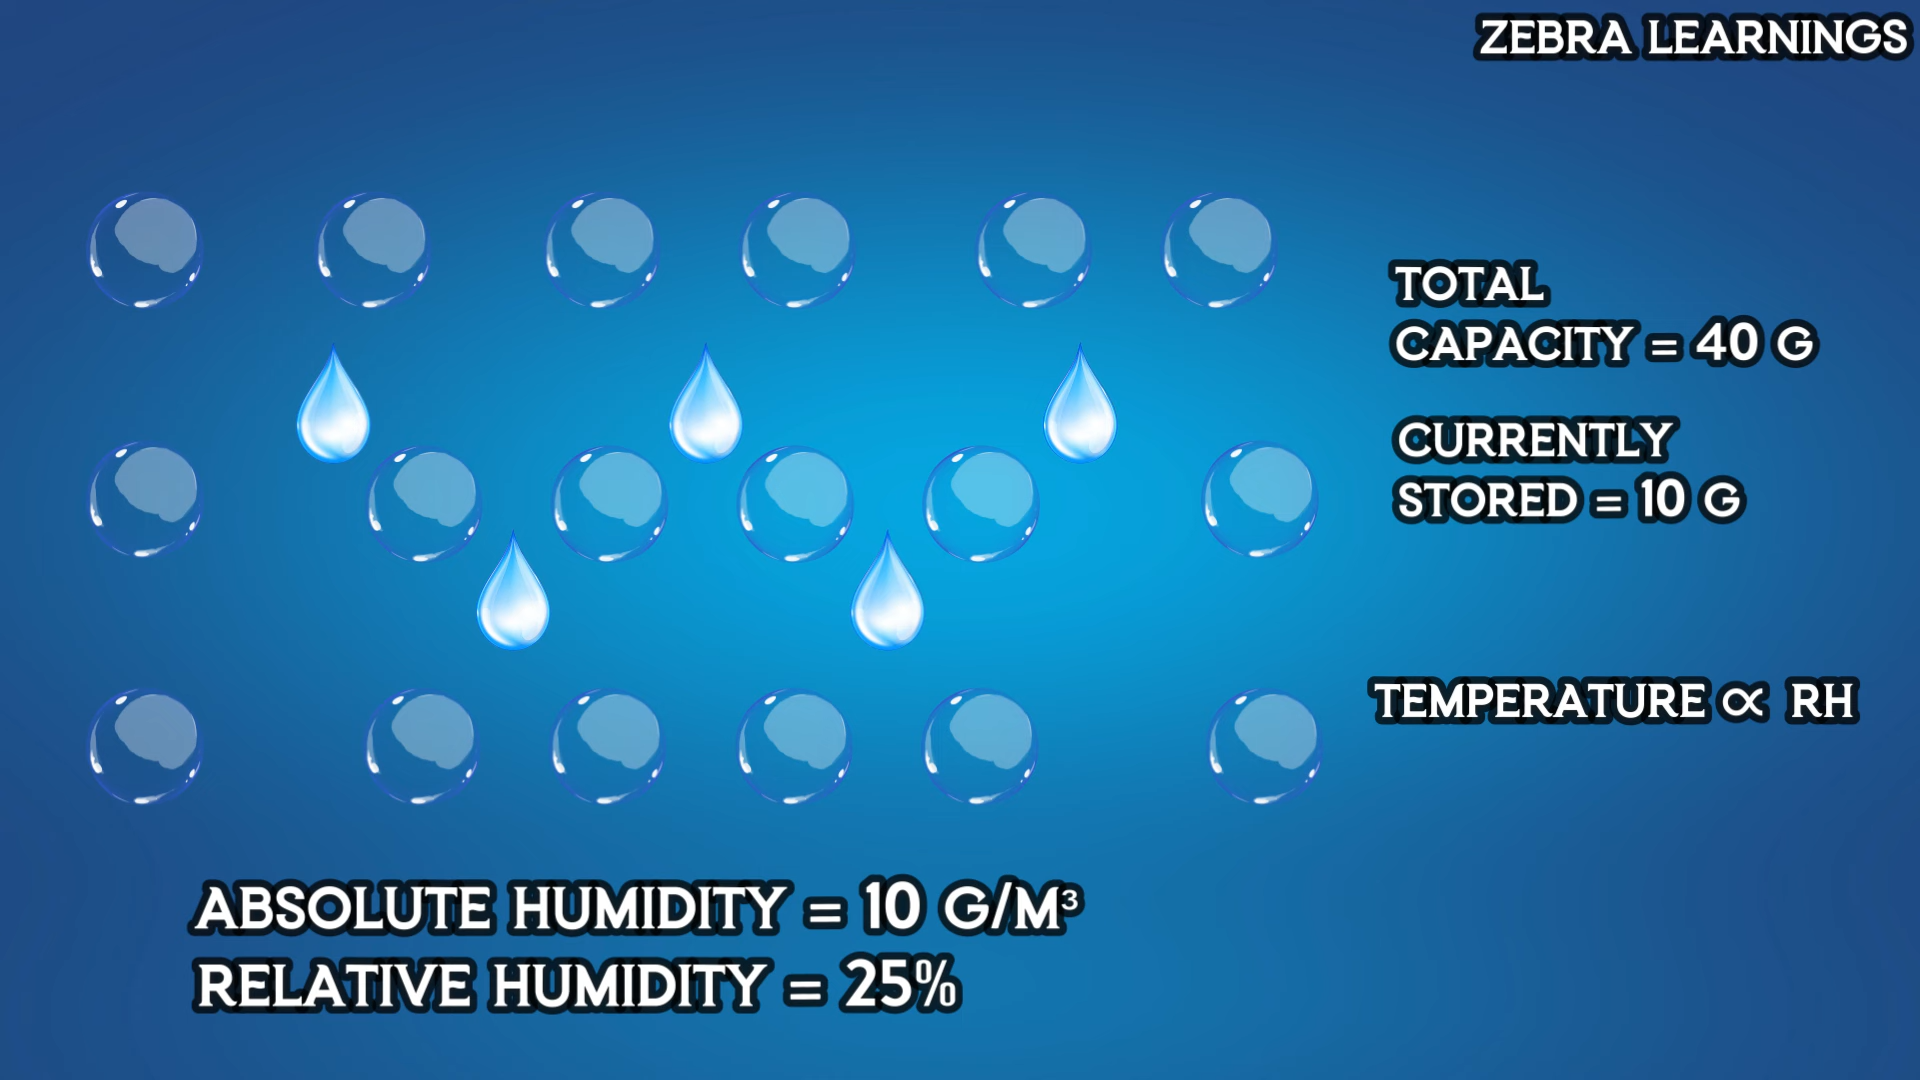 ZEBRA LEARNINGS
TOTAL
CAPACITY = 40 G
CURRENTLY
STORED = 10 G
TEMPERATURE ∝ RH
ABSOLUTE HUMIDITY = 10 G/M³
RELATIVE HUMIDITY = 25%